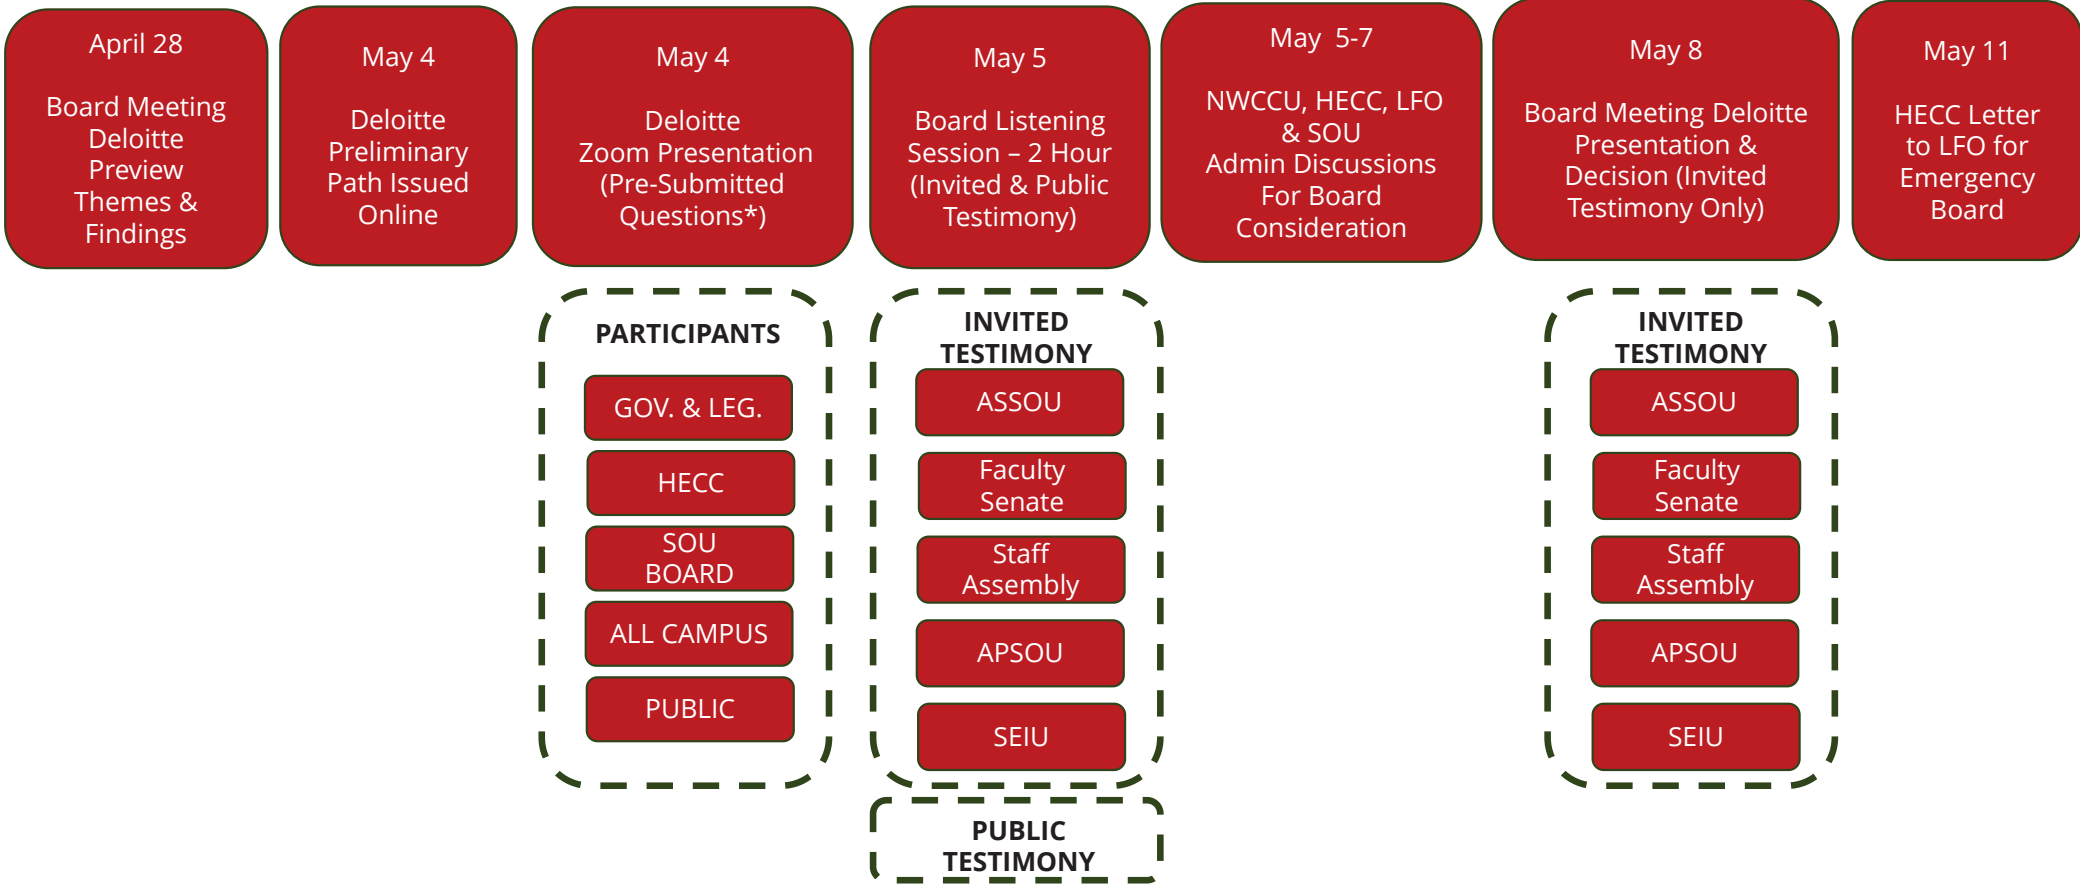 April 28
Board Meeting
Deloitte
Preview
Themes &
Findings
May 4
Deloitte
Preliminary
Path Issued
Online
May 4
Deloitte
Zoom Presentation
(Pre-Submitted
Questions*)
May 5
Board Listening
Session – 2 Hour
(Invited & Public
Testimony)
May 5-7
NWCCU, HECC, LFO
& SOU
Admin Discussions
For Board
Consideration
May 8
Board Meeting Deloitte
Presentation &
Decision (Invited
Testimony Only)
May 11
HECC Letter
to LFO for
Emergency
Board
PARTICIPANTS
GOV. & LEG.
HECC
SOU
BOARD
ALL CAMPUS
PUBLIC
INVITED
TESTIMONY
ASSOU
Faculty
Senate
Staff
Assembly
APSOU
SEIU
PUBLIC
TESTIMONY
INVITED
TESTIMONY
ASSOU
Faculty
Senate
Staff
Assembly
APSOU
SEIU